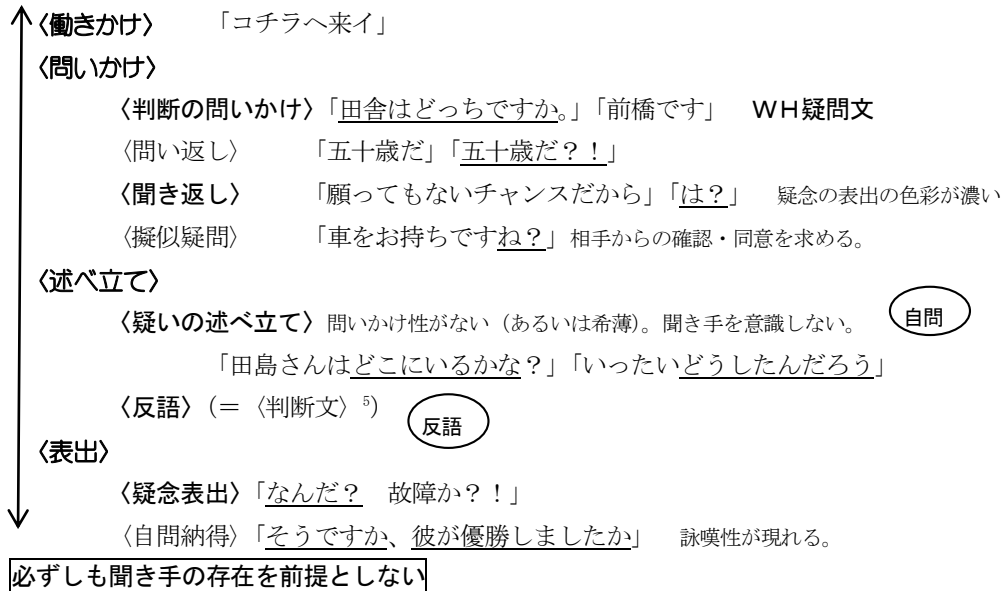 〈働きかけ〉 「コチラへ来イ」
〈問いかけ〉
〈判断の問いかけ〉「田舎はどっちですか。」「前橋です」 WH疑問文
〈問い返し〉 「五十歳だ」「五十歳だ？！」
〈聞き返し〉 「願ってもないチャンスだから」「は？」 疑念の表出の色彩が濃い
〈擬似疑問〉 「車をお持ちですね？」相手からの確認・同意を求める。
〈述べ立て〉
〈疑いの述べ立て〉問いかけ性がない（あるいは希薄）。聞き手を意識しない。 自問
「田島さんはどこにいるかな？」「いったいどうしたんだろう」
〈反語〉（＝〈判断文〉⁵） 反語
〈表出〉
〈疑念表出〉「なんだ？ 故障か？！」
〈自問納得〉「そうですか、彼が優勝しましたか」 詠嘆性が現れる。
必ずしも聞き手の存在を前提としない